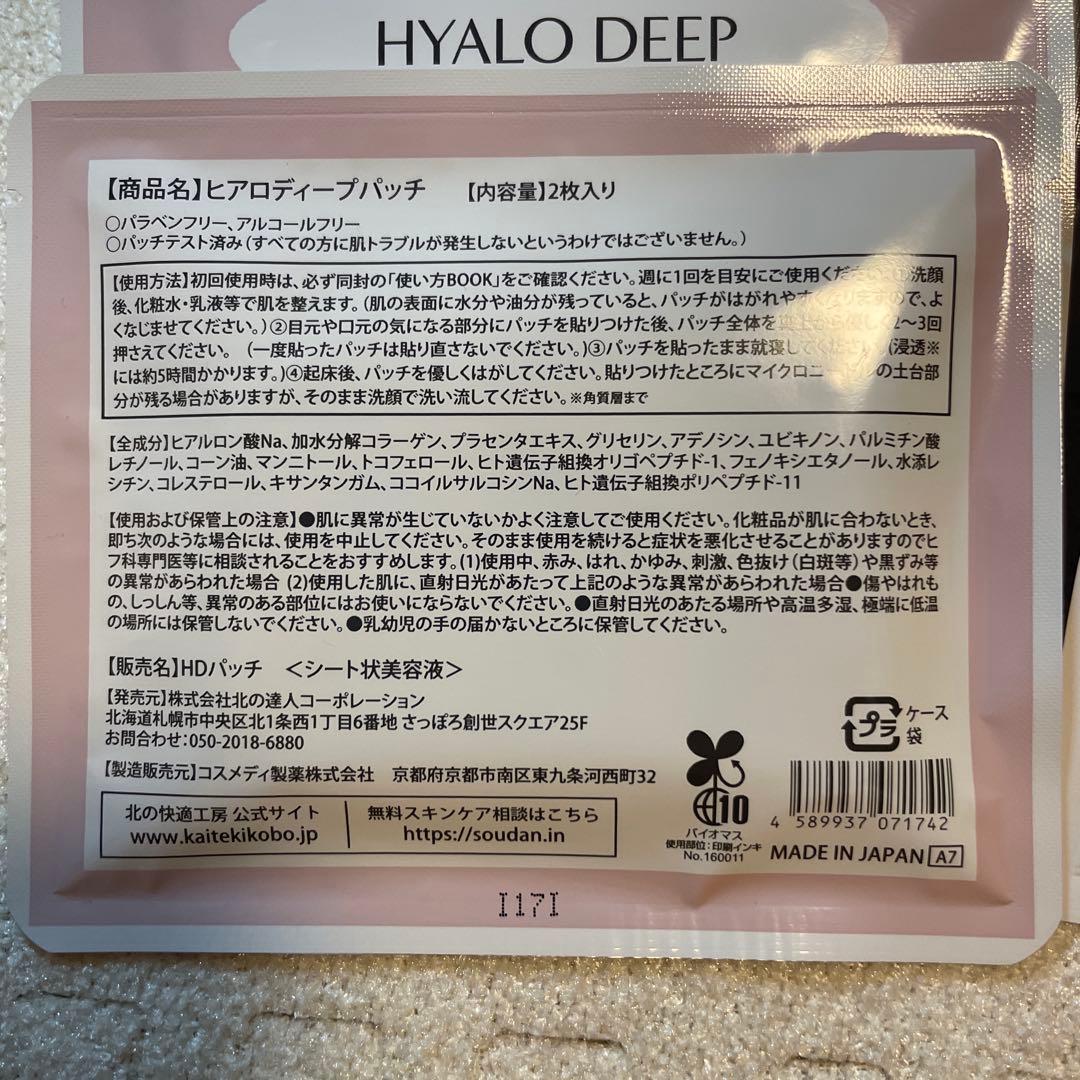 HYALO DEEP
【商品名】ヒアロディープパッチ 【内容量】2枚入り
○パラベンフリー、アルコールフリー
○パッチテスト済み(すべての方に肌トラブルが発生しないというわけではございません。)
【使用方法】初回使用時は、必ず同封の「使い方BOOK」をご確認ください。週に1回を目安にご使用ください。①洗顔
後、化粧水・乳液等で肌を整えます。(肌の表面に水分や油分が残っていると、パッチがはがれやすくなりますので、よ
くなじませてください。)②目元や口元の気になる部分にパッチを貼りつけた後、パッチ全体を真上から優しく2～3回
押さえてください。 (一度貼ったパッチは貼り直さないでください。)③パッチを貼ったまま就寝してください。(浸透※
には約5時間かかります。)④起床後、パッチを優しくはがしてください。貼りつけたところにマイクロニードルの土台部
分が残る場合がありますが、そのまま洗顔で洗い流してください。※角質層まで
【全成分】ヒアルロン酸Na、加水分解コラーゲン、プラセンタエキス、グリセリン、アデノシン、ユビキノン、パルミチン酸
レチノール、コーン油、マンニトール、トコフェロール、ヒト遺伝子組換オリゴペプチド-1、フェノキシエタノール、水添レ
シチン、コレステロール、キサンタンガム、ココイルサルコシンNa、ヒト遺伝子組換ポリペプチド-11
【使用および保管上の注意】●肌に異常が生じていないかよく注意してご使用ください。化粧品が肌に合わないとき、
即ち次のような場合には、使用を中止してください。そのまま使用を続けると症状を悪化させることがありますのでヒ
フ科専門医等に相談されることをおすすめします。(1)使用中、赤み、はれ、かゆみ、刺激、色抜け(白斑等)や黒ずみ等
の異常があらわれた場合 (2)使用した肌に、直射日光があたって上記のような異常があらわれた場合●傷やはれも
の、しっしん等、異常のある部位にはお使いにならないでください。●直射日光のあたる場所や高温多湿、極端に低温
の場所には保管しないでください。●乳幼児の手の届かないところに保管してください。
【販売名】HDパッチ ＜シート状美容液＞
【発売元】株式会社北の達人コーポレーション
北海道札幌市中央区北1条西1丁目6番地 さっぽろ創世スクエア25F
お問合わせ:050-2018-6880
プラ ケース
袋
【製造販売元】コスメディ製薬株式会社 京都府京都市南区東九条河西町32
北の快適工房 公式サイト
www.kaitekikobo.jp
無料スキンケア相談はこちら
https://soudan.in
10
バイオマス
使用部位:印刷インキ
No.160011
4 589937 071742
MADE IN JAPAN A7
I17I